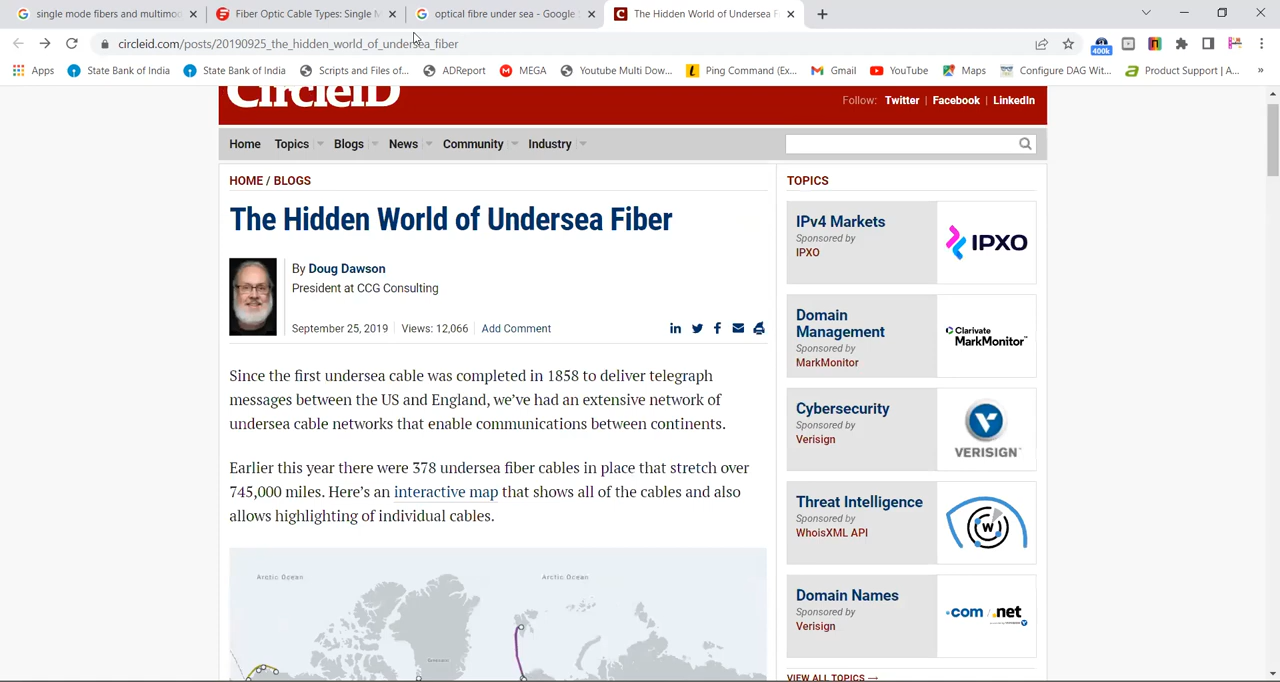 single mode fibers and multimod
Fiber Optic Cable Types: Single M
optical fibre under sea - Google S
The Hidden World of Undersea F
circleid.com/posts/20190925_the_hidden_world_of_undersea_fiber
400k
Apps
State Bank of India
State Bank of India
Scripts and Files of...
ADReport
MEGA
Youtube Multi Dow...
Ping Command (Ex...
Gmail
YouTube
Maps
Configure DAG Wit...
Product Support | A...
CircleID
Follow: Twitter | Facebook | LinkedIn
Home Topics Blogs News Community Industry
HOME / BLOGS
The Hidden World of Undersea Fiber
By Doug Dawson
President at CCG Consulting
September 25, 2019 Views: 12,066 Add Comment
Since the first undersea cable was completed in 1858 to deliver telegraph
messages between the US and England, we've had an extensive network of
undersea cable networks that enable communications between continents.
Earlier this year there were 378 undersea fiber cables in place that stretch over
745,000 miles. Here's an interactive map that shows all of the cables and also
allows highlighting of individual cables.
Arctic Ocean
Arctic Ocean
TOPICS
IPv4 Markets
Sponsored by
IPXO
IPXO
Domain
Management
Sponsored by
MarkMonitor
Clarivate
MarkMonitor™
Cybersecurity
Sponsored by
Verisign
VERISIGN™
Threat Intelligence
Sponsored by
WhoisXML API
W
Domain Names
Sponsored by
Verisign
.com .net
VIEW ALL TOPICS →